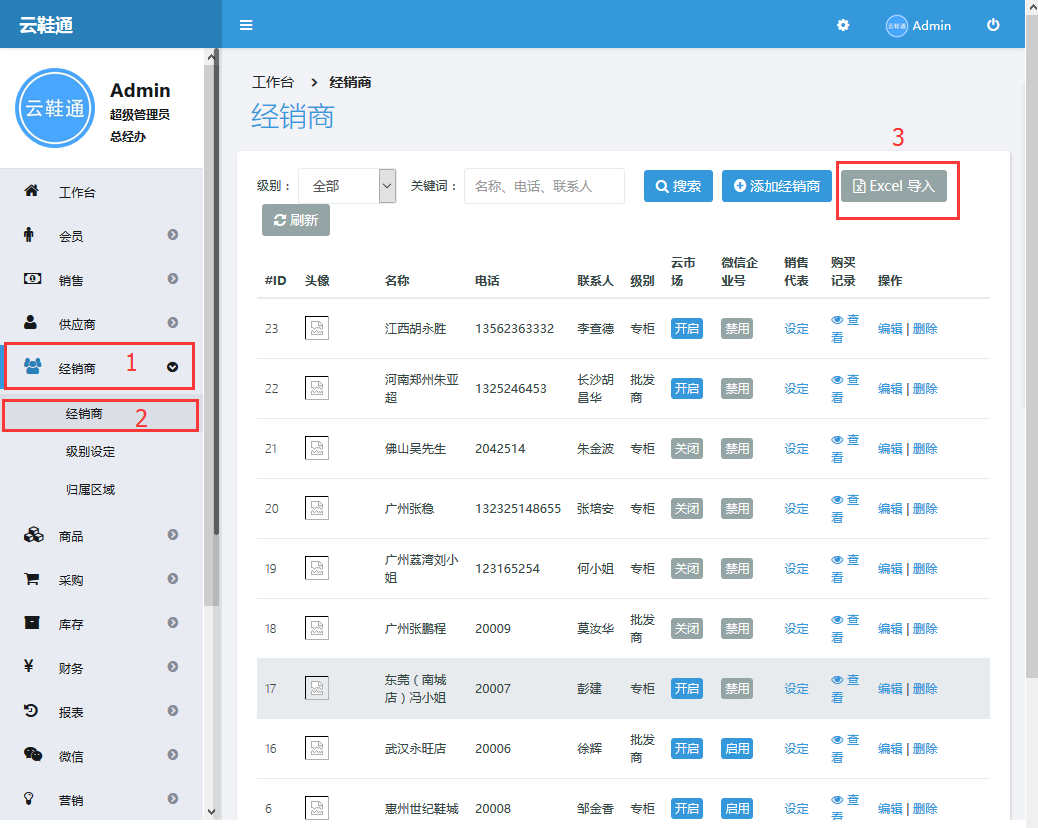 云鞋通
Admin
云鞋通
Admin
超级管理员
总经办
工作台
会员
销售
供应商
经销商 1
经销商 2
级别设定
归属区域
商品
采购
库存
财务
报表
微信
营销
工作台 > 经销商
经销商
3
级别： 全部 关键词： 名称、电话、联系人 搜索 添加经销商 Excel 导入
刷新
#ID 头像 名称 电话 联系人 级别 云市场 微信企业号 销售代表 购买记录 操作
23 江西胡永胜 13562363332 李查德 专柜 开启 禁用 设定 查看 编辑 | 删除
22 河南郑州朱亚超 1325246453 长沙胡昌华 批发商 开启 禁用 设定 查看 编辑 | 删除
21 佛山吴先生 2042514 朱金波 专柜 关闭 禁用 设定 查看 编辑 | 删除
20 广州张稳 132325148655 张培安 专柜 关闭 禁用 设定 查看 编辑 | 删除
19 广州荔湾刘小姐 123165254 何小姐 专柜 关闭 禁用 设定 查看 编辑 | 删除
18 广州张鹏程 20009 莫汝华 批发商 关闭 禁用 设定 查看 编辑 | 删除
17 东莞（南城店）冯小姐 20007 彭建 专柜 开启 禁用 设定 查看 编辑 | 删除
16 武汉永旺店 20006 徐辉 批发商 开启 启用 设定 查看 编辑 | 删除
6 惠州世纪鞋城 20008 邹金香 专柜 开启 启用 设定 查看 编辑 | 删除